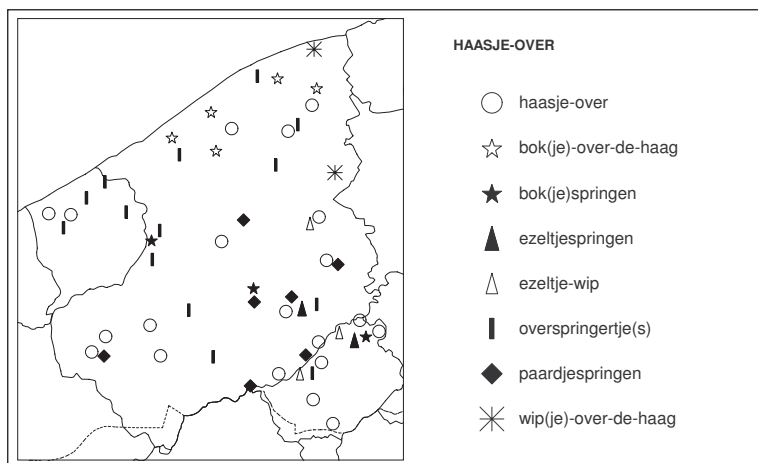 HAASJE-OVER
haasje-over
bok(je)-over-de-haag
bok(je)springen
ezeltjespringen
ezeltje-wip
overspringertje(s)
paardjespringen
wip(je)-over-de-haag